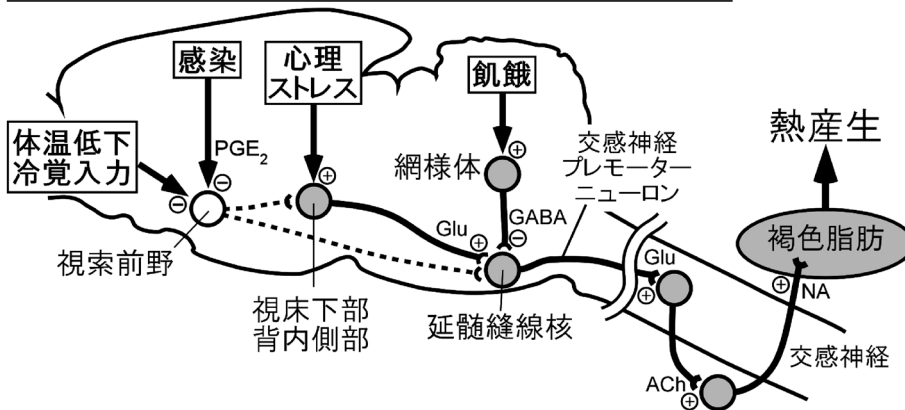 感染
心理
ストレス
飢餓
体温低下
冷覚入力
PGE2
⊕
⊖
⊖
視索前野
⊕
視床下部
背内側部
網様体
⊕
GABA
⊖
Glu
⊕
延髄縫線核
交感神経
プレモーター
ニューロン
Glu
⊕
ACh
⊕
交感神経
熱産生
褐色脂肪
⊕
NA